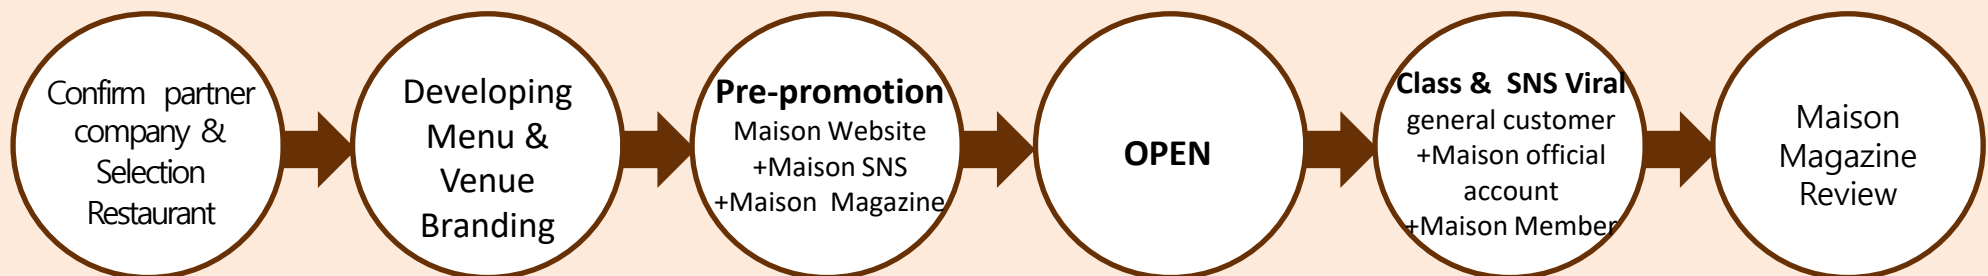 Confirm partner
company &
Selection
Restaurant
Developing
Menu &
Venue
Branding
Pre-promotion
Maison Website
+Maison SNS
+Maison Magazine
OPEN
Class & SNS Viral
general customer
+Maison official
account
+Maison Member
Maison
Magazine
Review